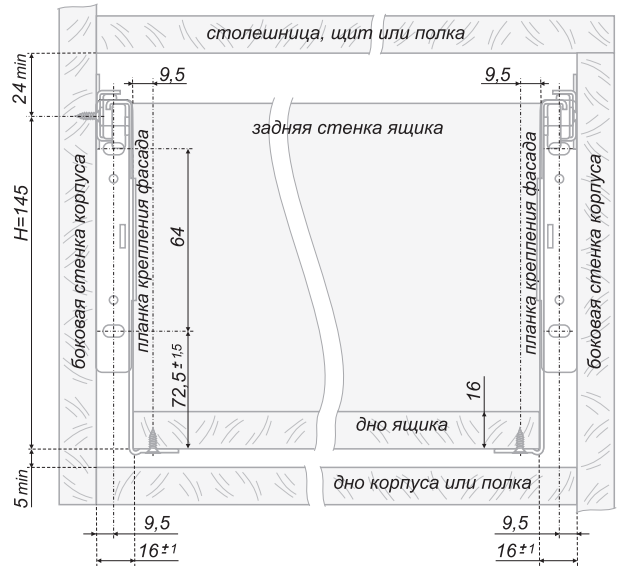 столешница, щит или полка
24 min
9,5
9,5
задняя стенка ящика
H=145
боковая стенка корпуса
планка крепления фасада
64
планка крепления фасада
боковая стенка корпуса
72,5±1,5
16
дно ящика
5 min
дно корпуса или полка
9,5
9,5
16±1
16±1